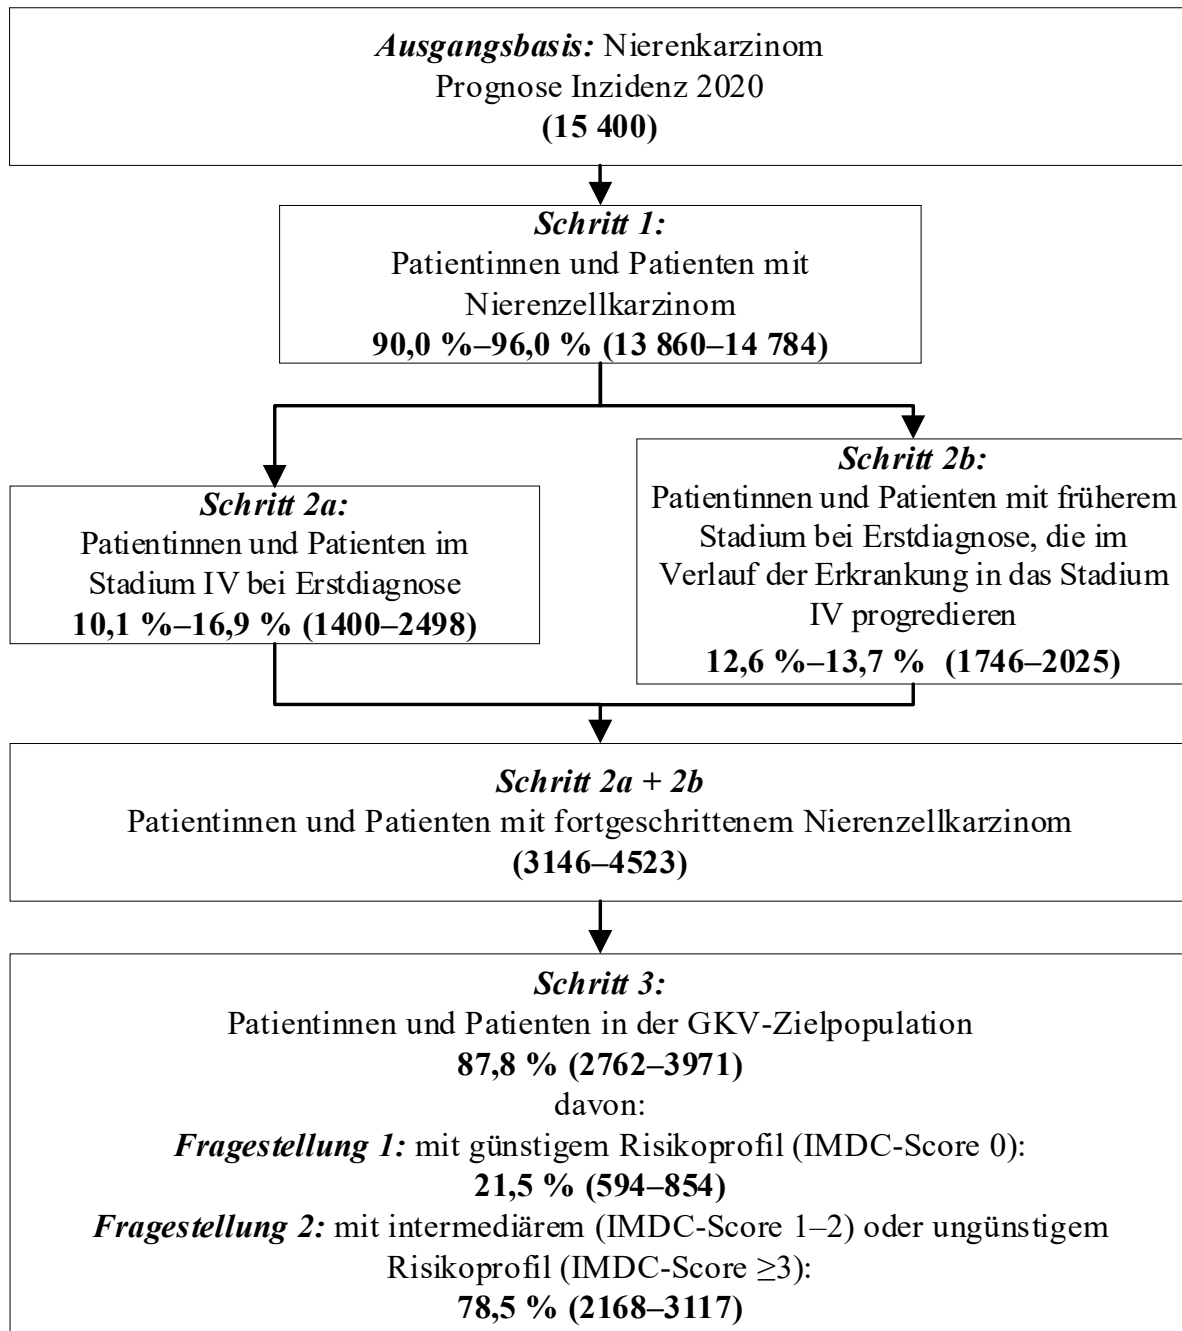 Ausgangsbasis: Nierenkarzinom
Prognose Inzidenz 2020
(15 400)
Schritt 1:
Patientinnen und Patienten mit
Nierenzellkarzinom
90,0 %–96,0 % (13 860–14 784)
Schritt 2a:
Patientinnen und Patienten im
Stadium IV bei Erstdiagnose
10,1 %–16,9 % (1400–2498)
Schritt 2b:
Patientinnen und Patienten mit früherem
Stadium bei Erstdiagnose, die im
Verlauf der Erkrankung in das Stadium
IV progredieren
12,6 %–13,7 % (1746–2025)
Schritt 2a + 2b
Patientinnen und Patienten mit fortgeschrittenem Nierenzellkarzinom
(3146–4523)
Schritt 3:
Patientinnen und Patienten in der GKV-Zielpopulation
87,8 % (2762–3971)
davon:
Fragestellung 1: mit günstigem Risikoprofil (IMDC-Score 0):
21,5 % (594–854)
Fragestellung 2: mit intermediärem (IMDC-Score 1–2) oder ungünstigem
Risikoprofil (IMDC-Score ≥3):
78,5 % (2168–3117)